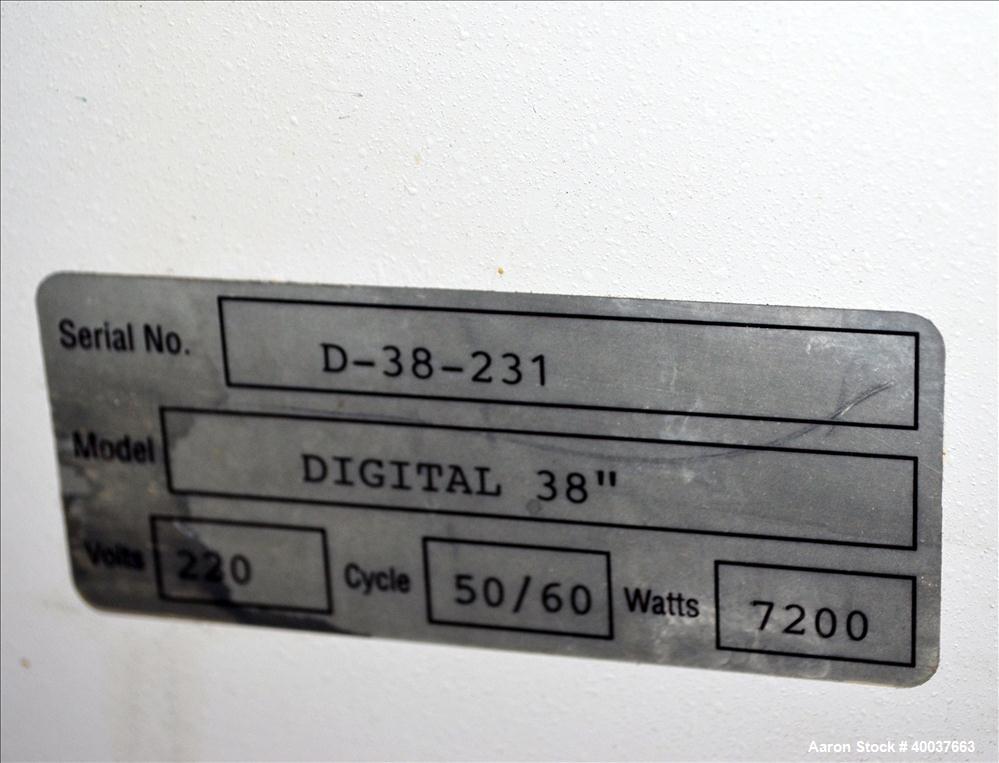 Serial No. D-38-231
Model DIGITAL 38"
Volts 220 Cycle 50/60 Watts 7200
Aaron Stock # 40037663